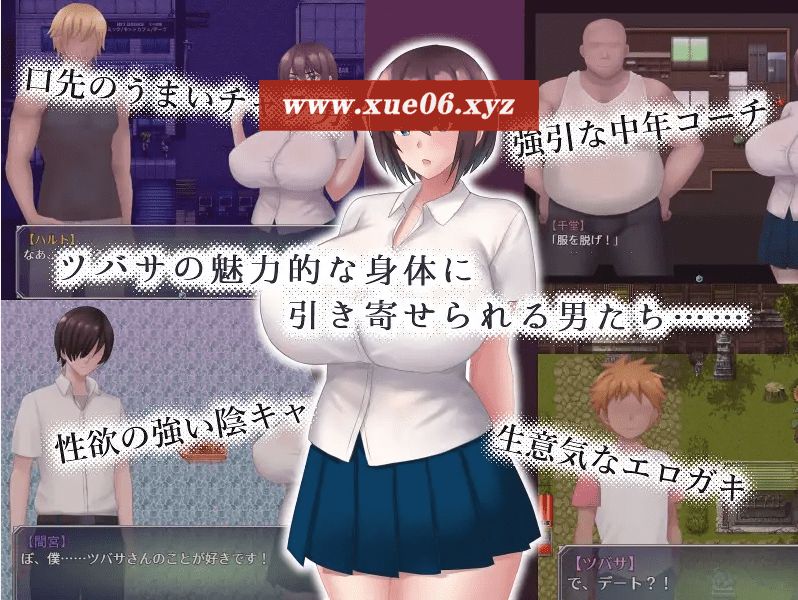 口先のうまいチャ
www.xue06.xyz
強引な中年コーチ
【ハルト】
なあ、
【千堂】
「服を脱げ！」
ツバサの魅力的な身体に
引き寄せられる男たち……
性欲の強い陰キャ
生意気なエロガキ
【間宮】
ぼ、僕……ツバサさんのことが好きです！
【ツバサ】
で、デート？！